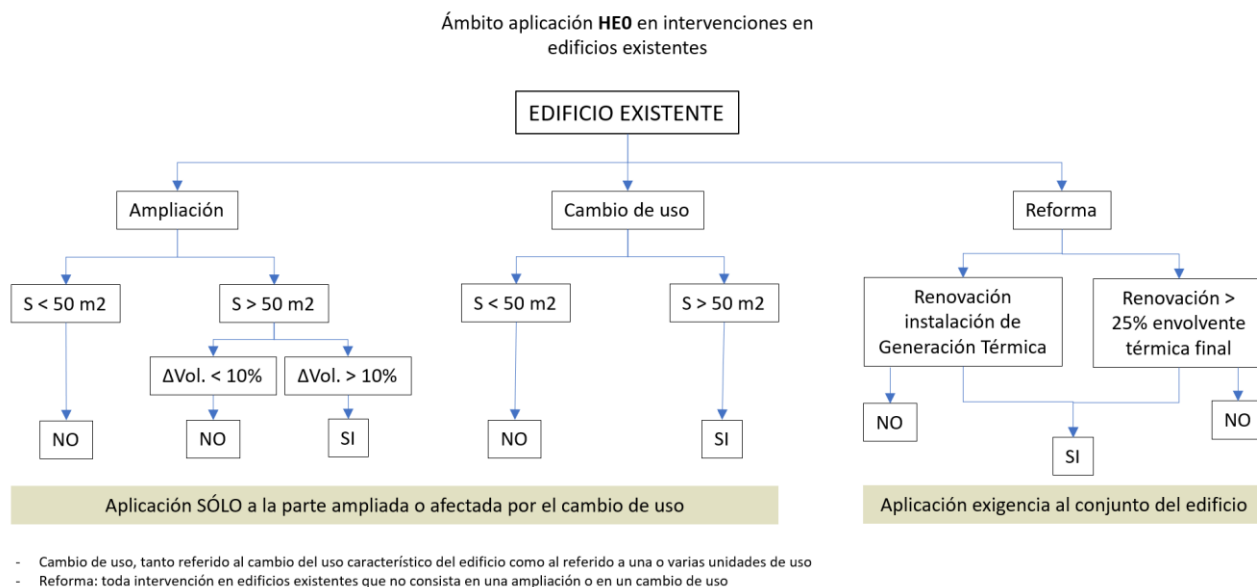 Ámbito aplicación HE0 en intervenciones en
edificios existentes
EDIFICIO EXISTENTE
Ampliación
Cambio de uso
Reforma
S < 50 m2
S > 50 m2
S < 50 m2
S > 50 m2
Renovación
instalación de
Generación Térmica
Renovación >
25% envolvente
térmica final
ΔVol. < 10%
ΔVol. > 10%
NO
NO
SI
NO
SI
NO
SI
NO
Aplicación SÓLO a la parte ampliada o afectada por el cambio de uso
Aplicación exigencia al conjunto del edificio
- Cambio de uso, tanto referido al cambio del uso característico del edificio como al referido a una o varias unidades de uso
- Reforma: toda intervención en edificios existentes que no consista en una ampliación o en un cambio de uso